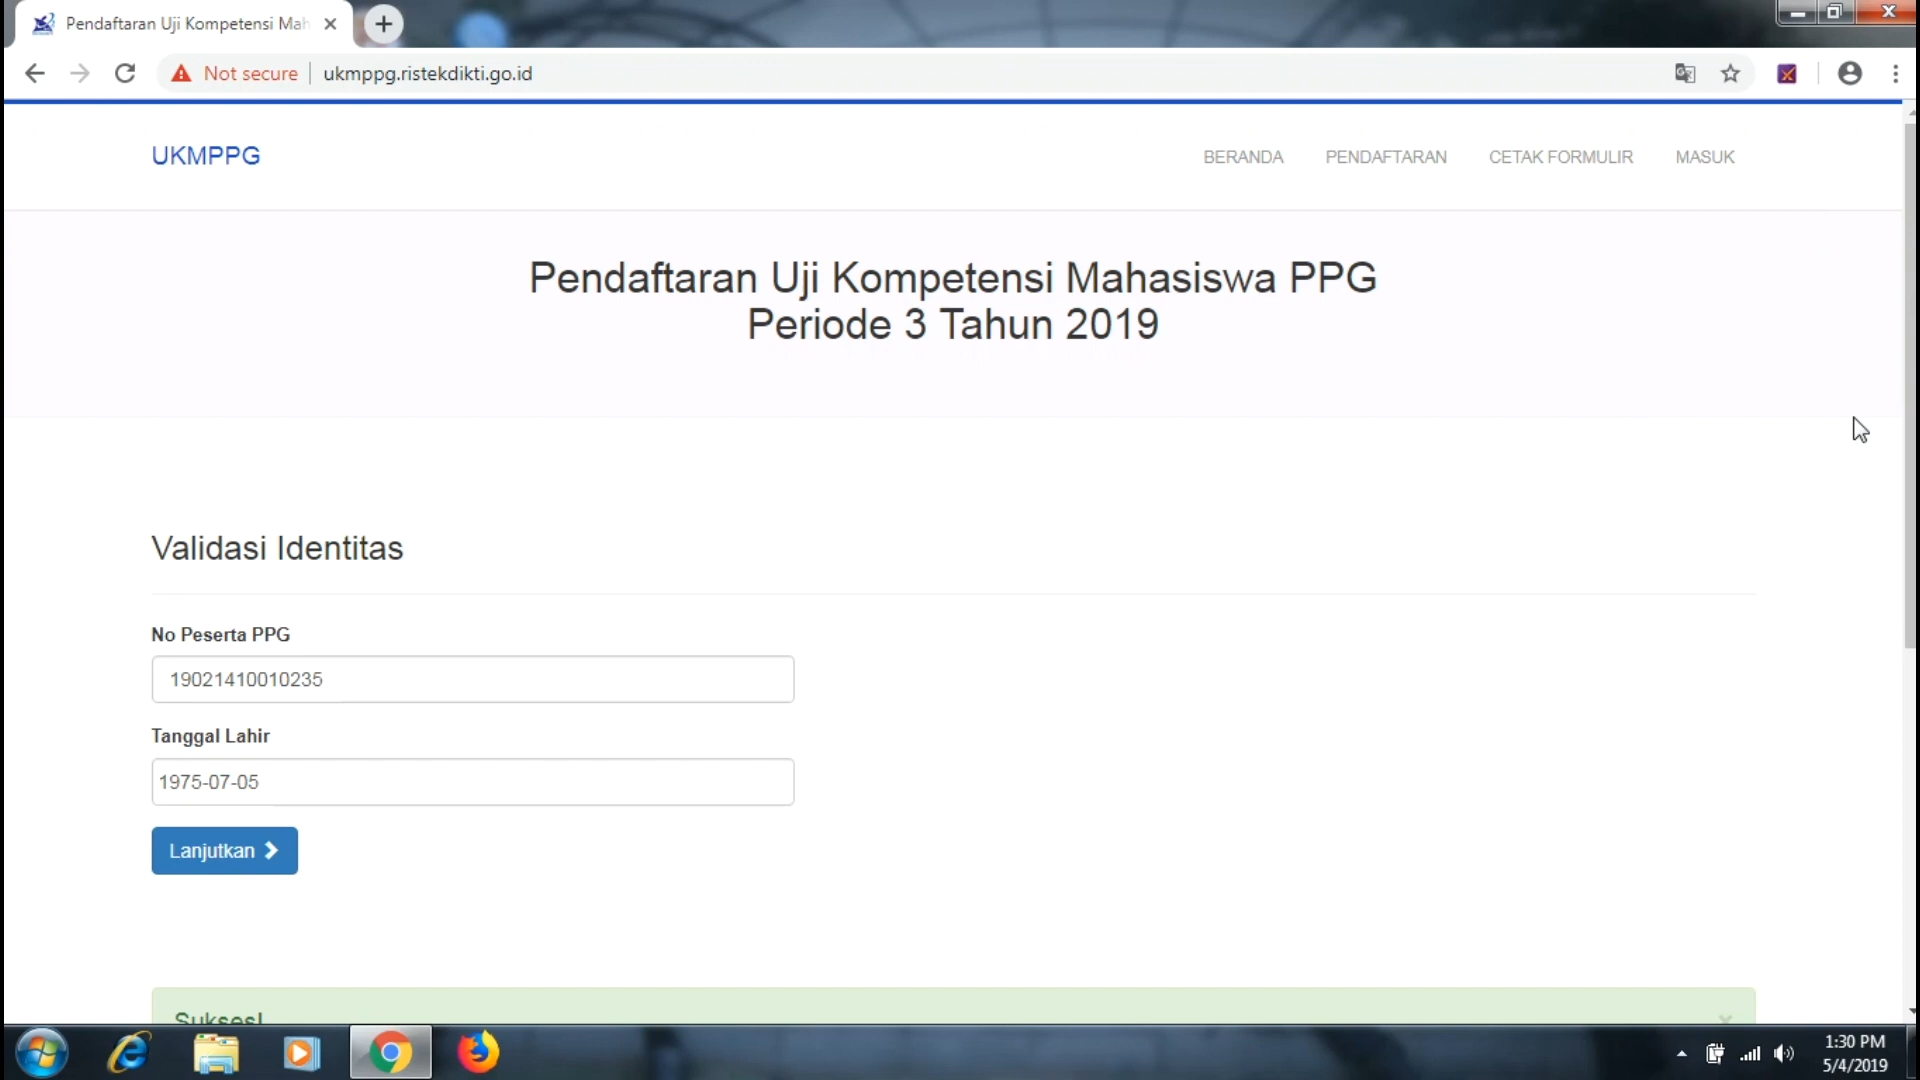 Pendaftaran Uji Kompetensi Mah
Not secure
ukmppg.ristekdikti.go.id
UKMPPG
BERANDA
PENDAFTARAN
CETAK FORMULIR
MASUK
Pendaftaran Uji Kompetensi Mahasiswa PPG
Periode 3 Tahun 2019
Validasi Identitas
No Peserta PPG
19021410010235
Tanggal Lahir
1975-07-05
Lanjutkan
Sukses!
1:30 PM
5/4/2019